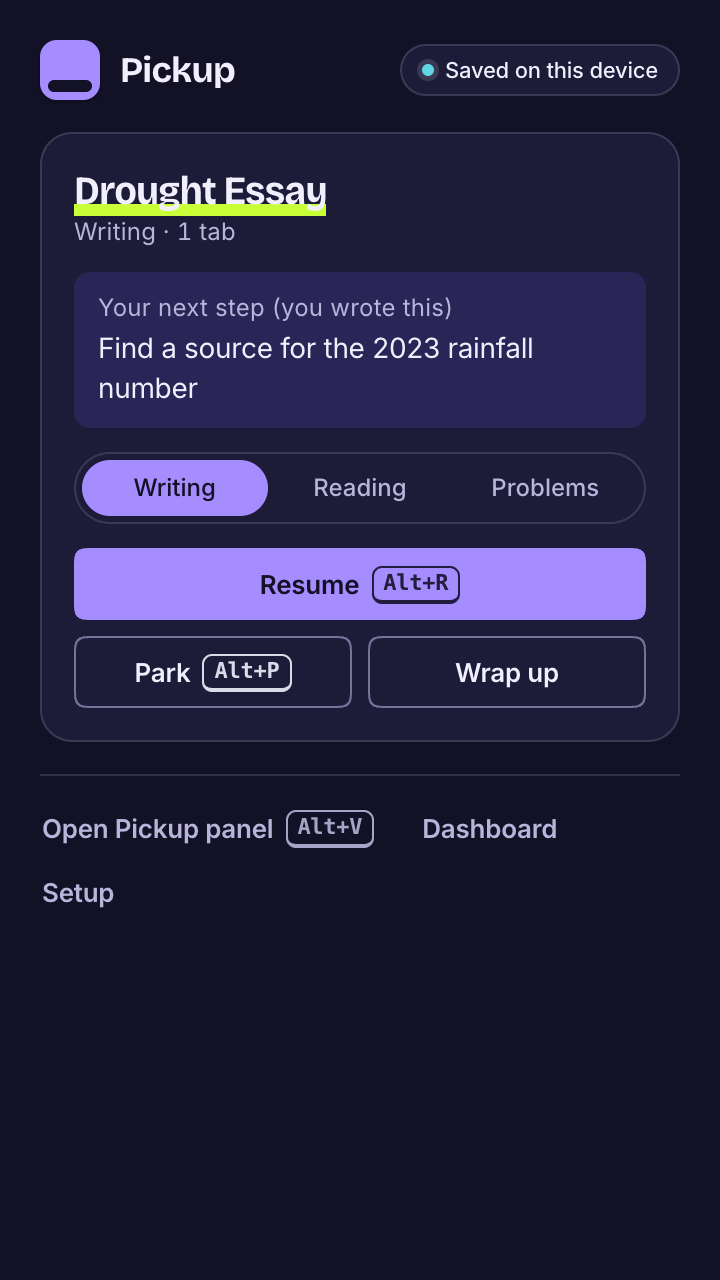 Pickup
Saved on this device
Drought Essay
Writing · 1 tab
Your next step (you wrote this)
Find a source for the 2023 rainfall
number
Writing Reading Problems
Resume Alt+R
Park Alt+P Wrap up
Open Pickup panel Alt+V Dashboard
Setup